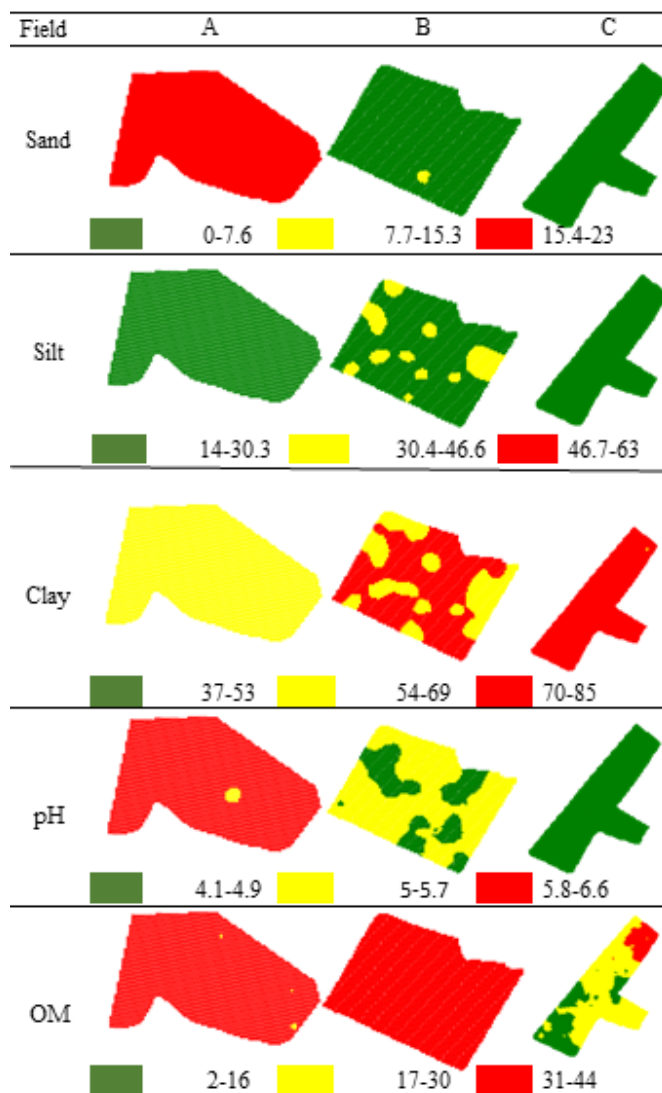 Field A B C
Sand
0-7.6 7.7-15.3 15.4-23
Silt
14-30.3 30.4-46.6 46.7-63
Clay
37-53 54-69 70-85
pH
4.1-4.9 5-5.7 5.8-6.6
OM
2-16 17-30 31-44